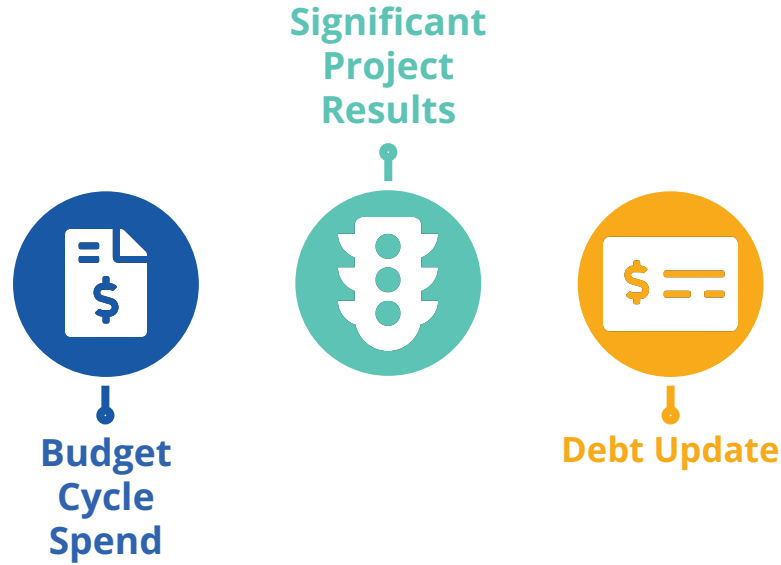 Significant
Project
Results
Budget
Cycle
Spend
Debt Update
$
$